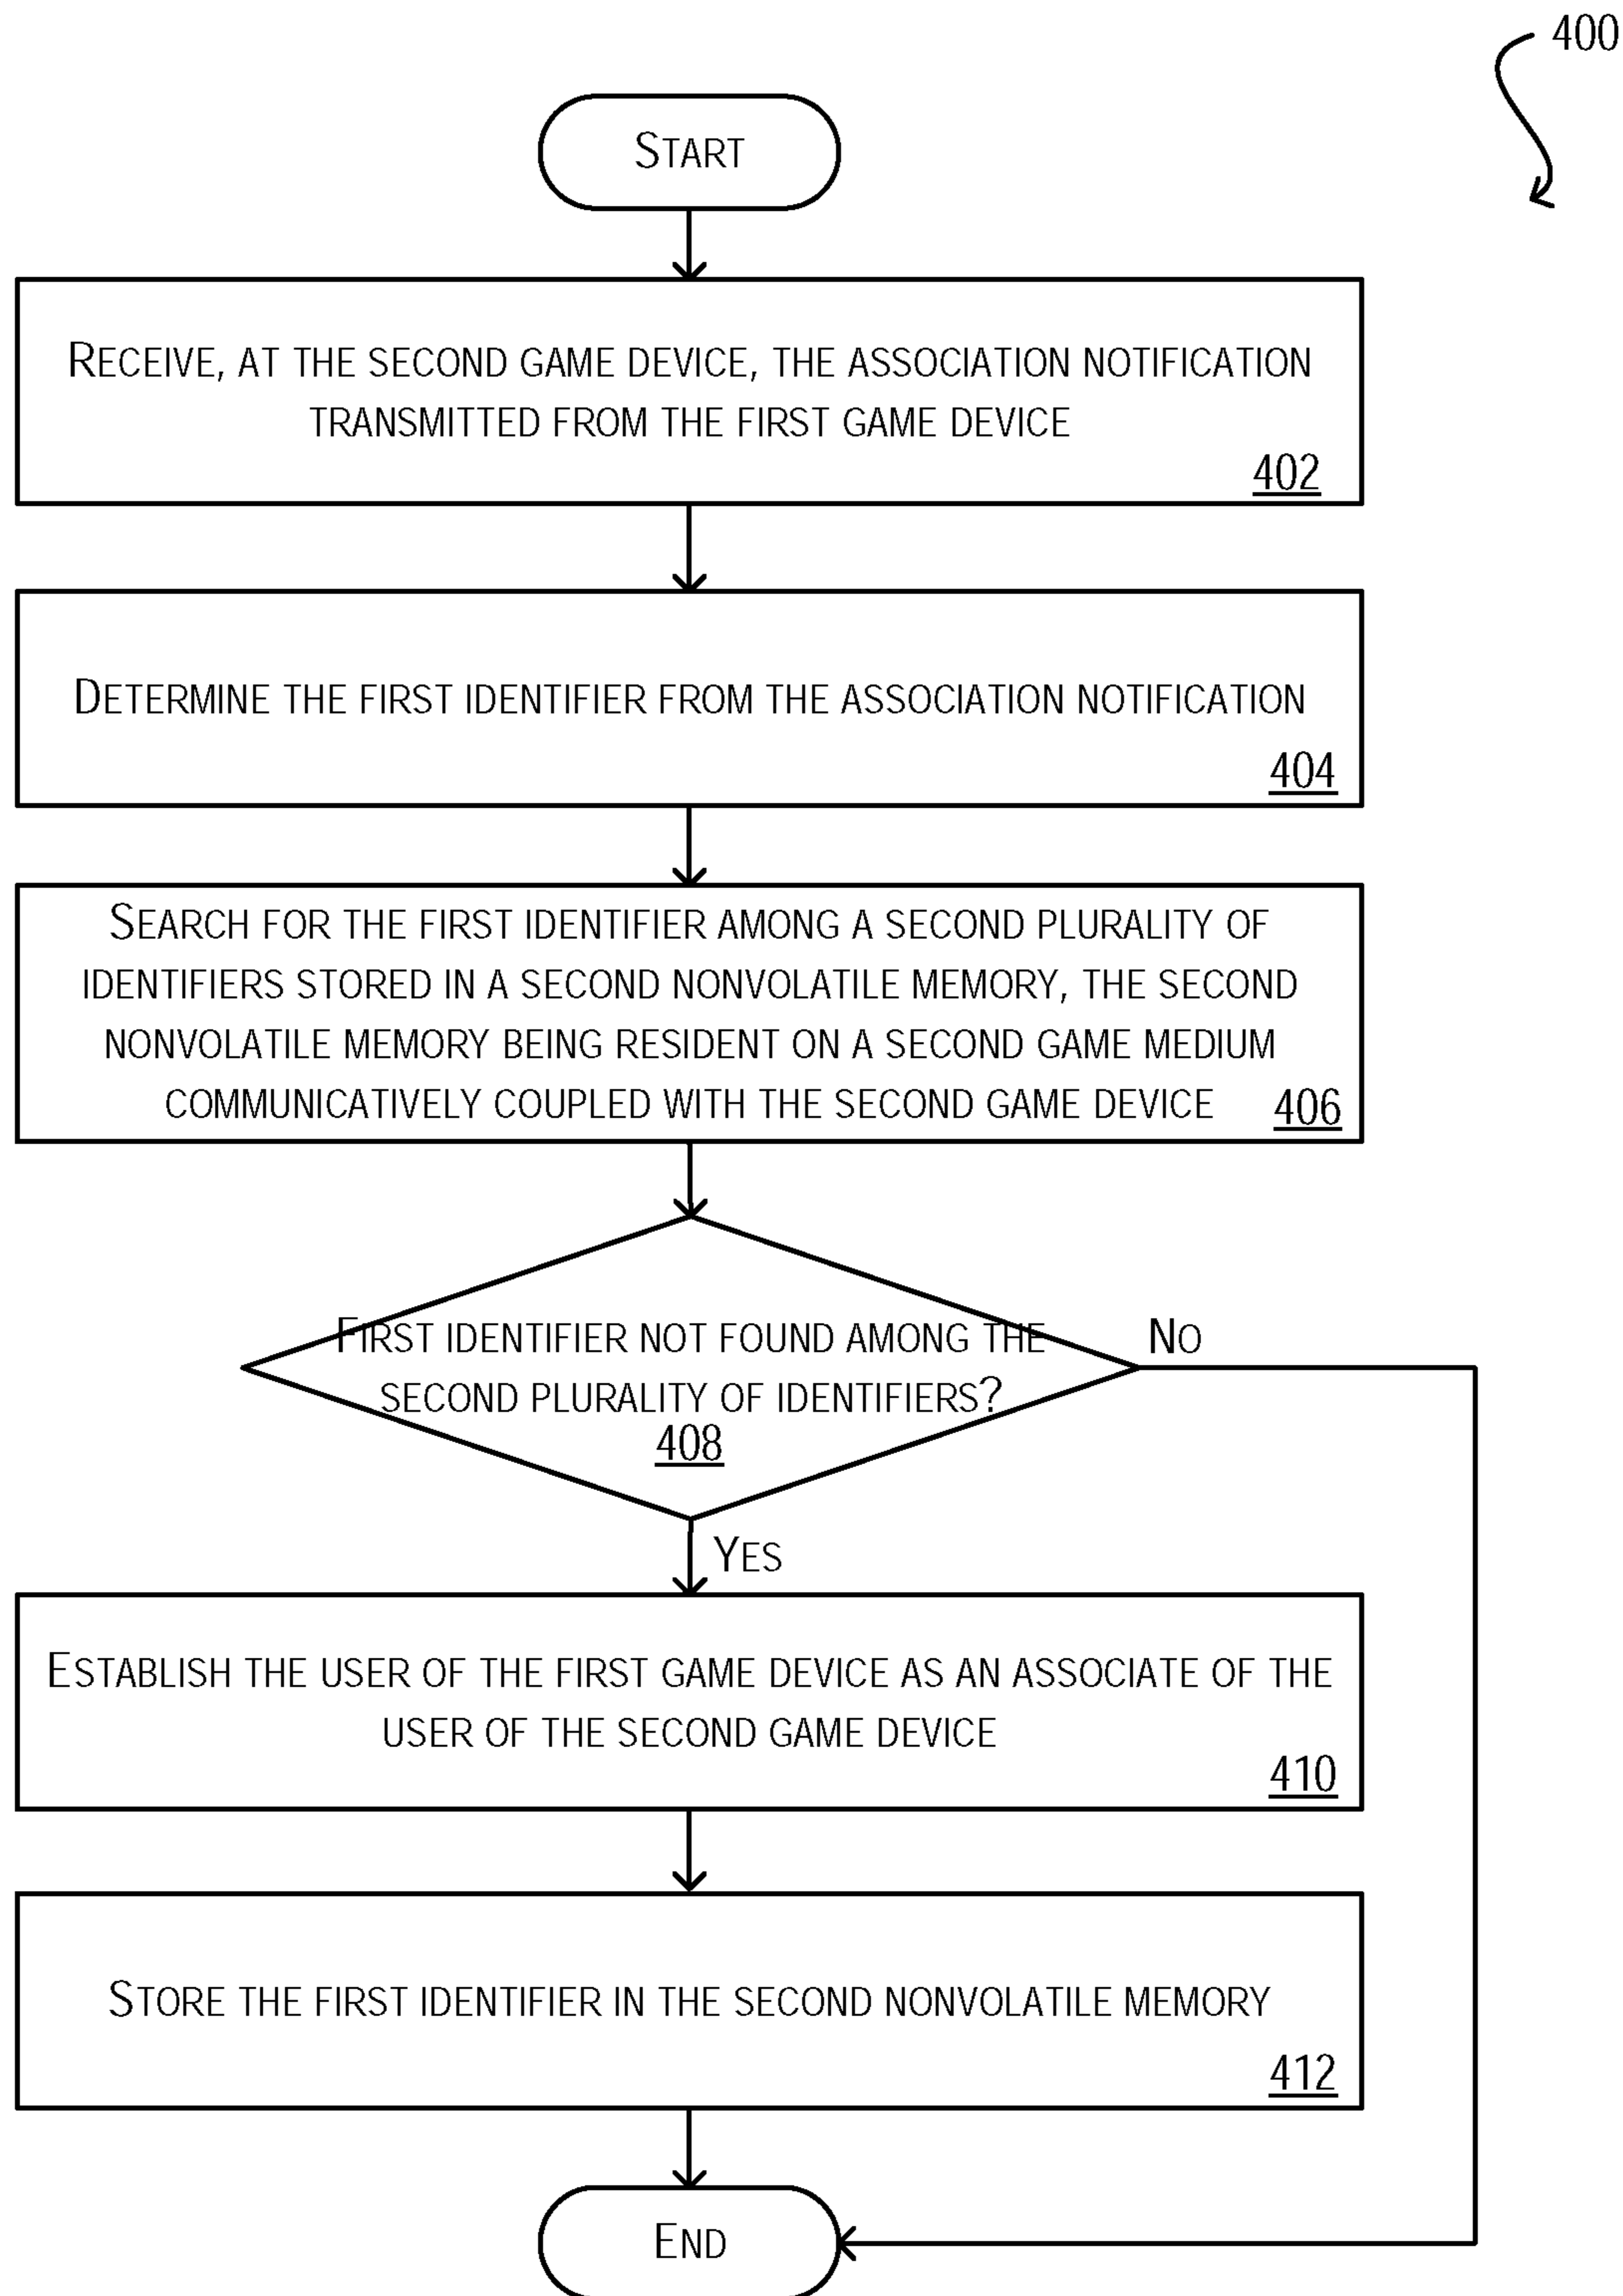 400
START
RECEIVE, AT THE SECOND GAME DEVICE, THE ASSOCIATION NOTIFICATION
TRANSMITTED FROM THE FIRST GAME DEVICE
402
DETERMINE THE FIRST IDENTIFIER FROM THE ASSOCIATION NOTIFICATION
404
SEARCH FOR THE FIRST IDENTIFIER AMONG A SECOND PLURALITY OF
IDENTIFIERS STORED IN A SECOND NONVOLATILE MEMORY, THE SECOND
NONVOLATILE MEMORY BEING RESIDENT ON A SECOND GAME MEDIUM
COMMUNICATIVELY COUPLED WITH THE SECOND GAME DEVICE
406
FIRST IDENTIFIER NOT FOUND AMONG THE
SECOND PLURALITY OF IDENTIFIERS?
408
NO
YES
ESTABLISH THE USER OF THE FIRST GAME DEVICE AS AN ASSOCIATE OF THE
USER OF THE SECOND GAME DEVICE
410
STORE THE FIRST IDENTIFIER IN THE SECOND NONVOLATILE MEMORY
412
END